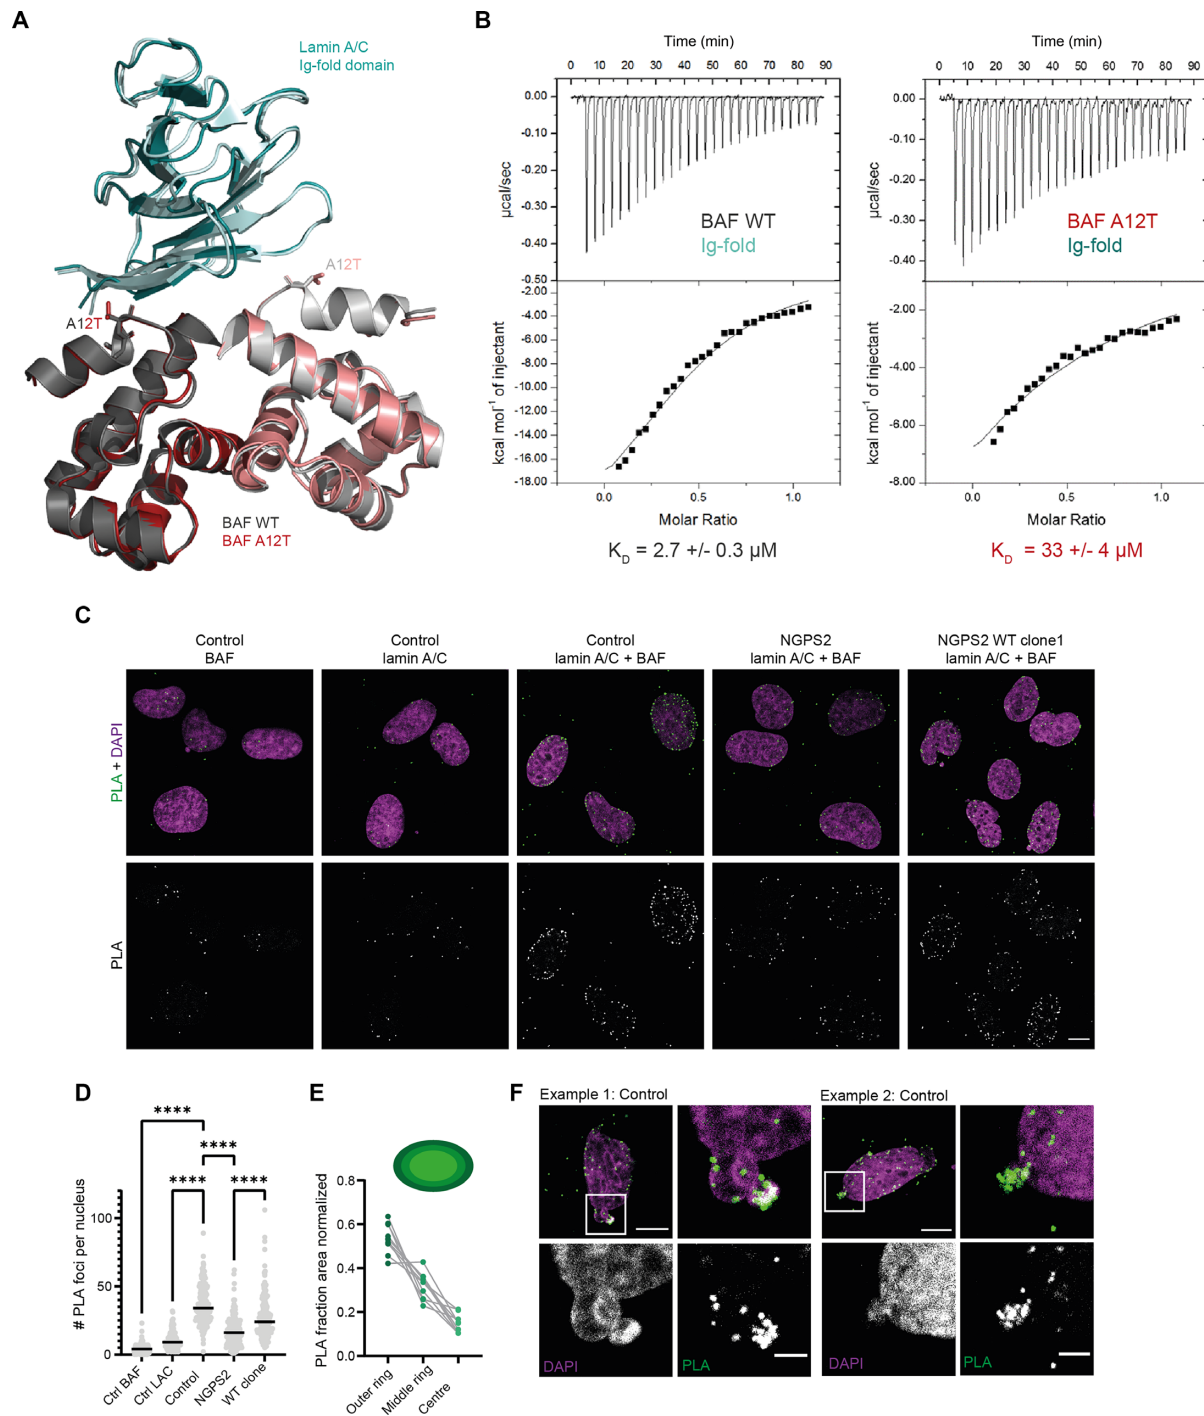 A
Lamin A/C
Ig-fold domain
A12T
A12T
BAF WT
BAF A12T
B
Time (min)
0 10 20 30 40 50 60 70 80 90
0.00
-0.10
-0.20
-0.30
-0.40
-0.50
µcal/sec
BAF WT
Ig-fold
-2.00
-4.00
-6.00
-8.00
-10.00
-12.00
-14.00
-16.00
-18.00
kcal mol-1 of injectant
0.0 0.5 1.0
Molar Ratio
KD = 2.7 +/- 0.3 µM
Time (min)
0 10 20 30 40 50 60 70 80 90
0.00
-0.10
-0.20
-0.30
-0.40
µcal/sec
BAF A12T
Ig-fold
-2.00
-4.00
-6.00
-8.00
kcal mol-1 of injectant
0.0 0.5 1.0
Molar Ratio
KD = 33 +/- 4 µM
C
Control
BAF
Control
lamin A/C
Control
lamin A/C + BAF
NGPS2
lamin A/C + BAF
NGPS2 WT clone1
lamin A/C + BAF
PLA + DAPI
PLA
D
****
****
****
****
# PLA foci per nucleus
100
50
0
Ctrl BAF
Ctrl LAC
Control
NGPS2
WT clone
E
PLA fraction area normalized
0.8
0.6
0.4
0.2
0.0
Outer ring
Middle ring
Centre
F
Example 1: Control
Example 2: Control
DAPI
PLA
DAPI
PLA